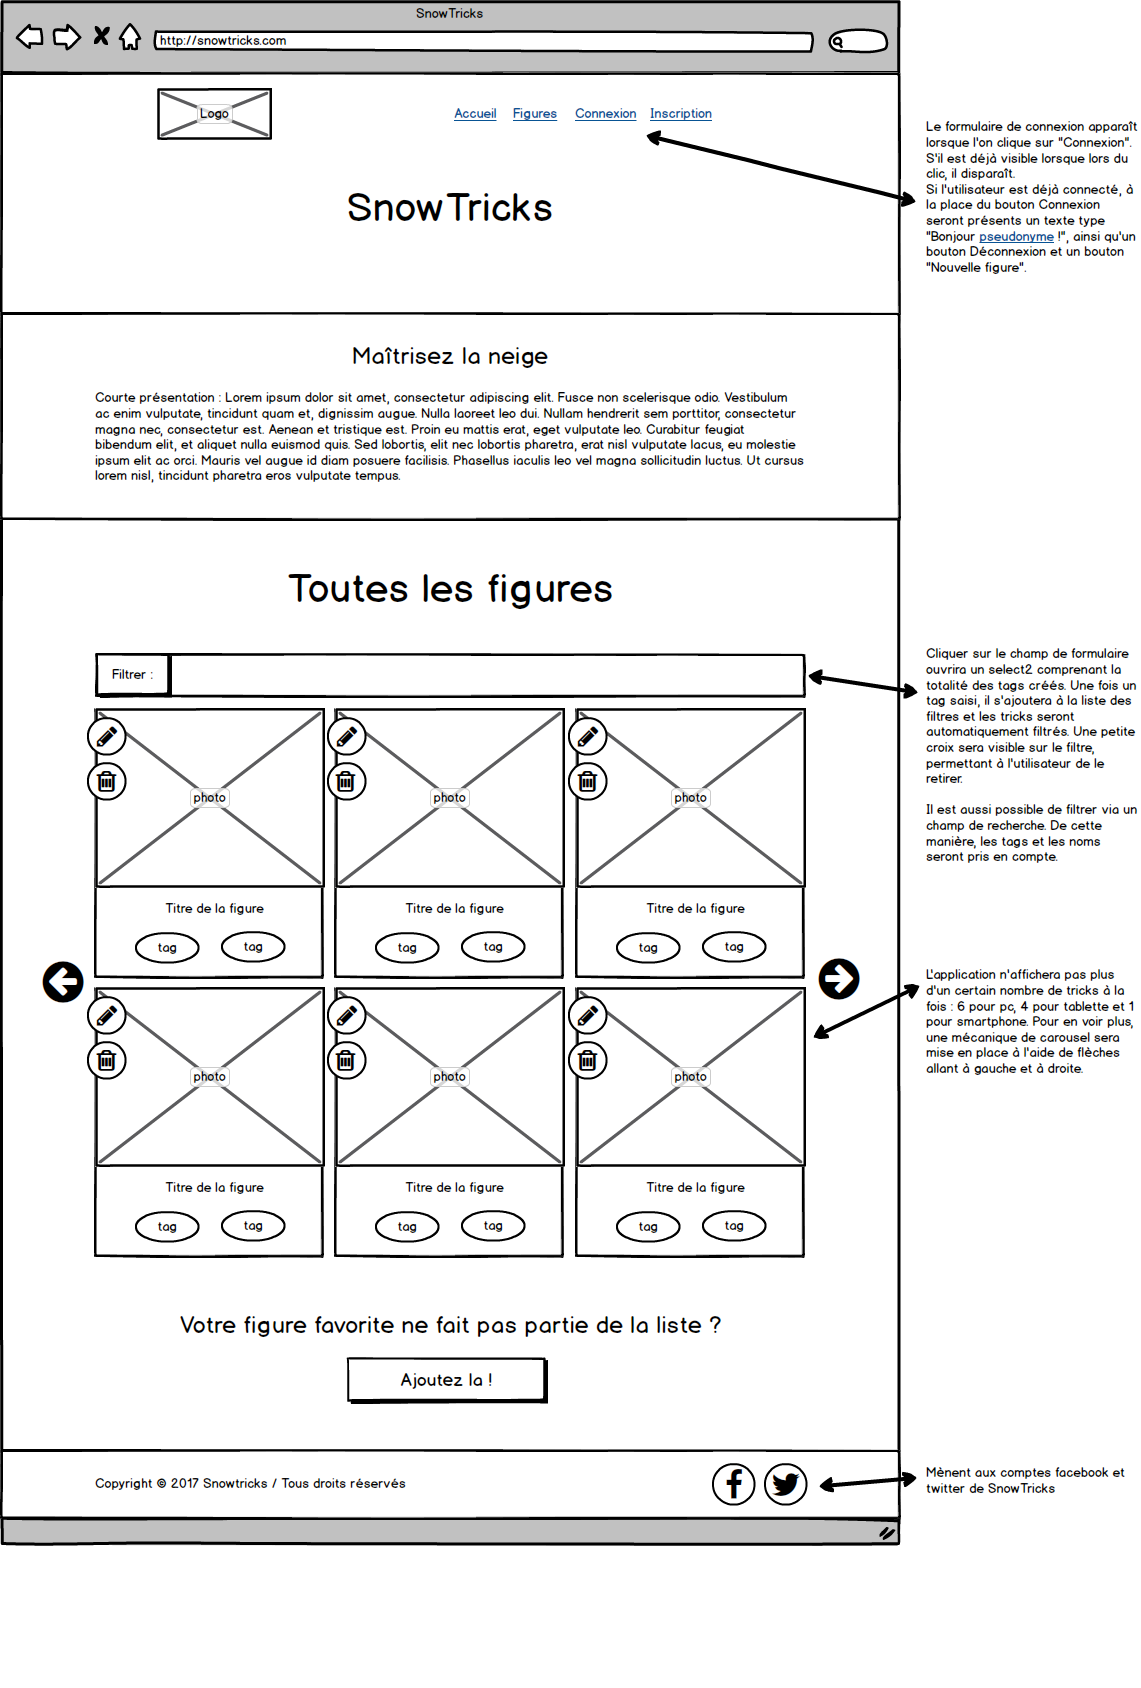 SnowTricks
http://snowtricks.com
Logo
Accueil Figures Connexion Inscription
SnowTricks
Le formulaire de connexion apparaît
lorsque l'on clique sur "Connexion".
S'il est déjà visible lorsque lors du
clic, il disparaît.
Si l'utilisateur est déjà connecté, à
la place du bouton Connexion
seront présents un texte type
"Bonjour pseudonyme !", ainsi qu'un
bouton Déconnexion et un bouton
"Nouvelle figure".
Maîtrisez la neige
Courte présentation : Lorem ipsum dolor sit amet, consectetur adipiscing elit. Fusce non scelerisque odio. Vestibulum
ac enim vulputate, tincidunt quam et, dignissim augue. Nulla laoreet leo dui. Nullam hendrerit sem porttitor, consectetur
magna nec, consectetur est. Aenean et tristique est. Proin eu mattis erat, eget vulputate leo. Curabitur feugiat
bibendum elit, et aliquet nulla euismod quis. Sed lobortis, elit nec lobortis pharetra, erat nisl vulputate lacus, eu molestie
ipsum elit ac orci. Mauris vel augue id diam posuere facilisis. Phasellus iaculis leo vel magna sollicitudin luctus. Ut cursus
lorem nisl, tincidunt pharetra eros vulputate tempus.
Toutes les figures
Filtrer :
Cliquer sur le champ de formulaire
ouvrira un select2 comprenant la
totalité des tags créés. Une fois un
tag saisi, il s'ajoutera à la liste des
filtres et les tricks seront
automatiquement filtrés. Une petite
croix sera visible sur le filtre,
permettant à l'utilisateur de le
retirer.
Il est aussi possible de filtrer via un
champ de recherche. De cette
manière, les tags et les noms
seront pris en compte.
photo photo photo
Titre de la figure Titre de la figure Titre de la figure
tag tag tag tag tag tag
L'application n'affichera pas plus
d'un certain nombre de tricks à la
fois : 6 pour pc, 4 pour tablette et 1
pour smartphone. Pour en voir plus,
une mécanique de carousel sera
mise en place à l'aide de flèches
allant à gauche et à droite.
photo photo photo
Titre de la figure Titre de la figure Titre de la figure
tag tag tag tag tag tag
Votre figure favorite ne fait pas partie de la liste ?
Ajoutez la !
Copyright © 2017 Snowtricks / Tous droits réservés
Mènent aux comptes facebook et
twitter de SnowTricks